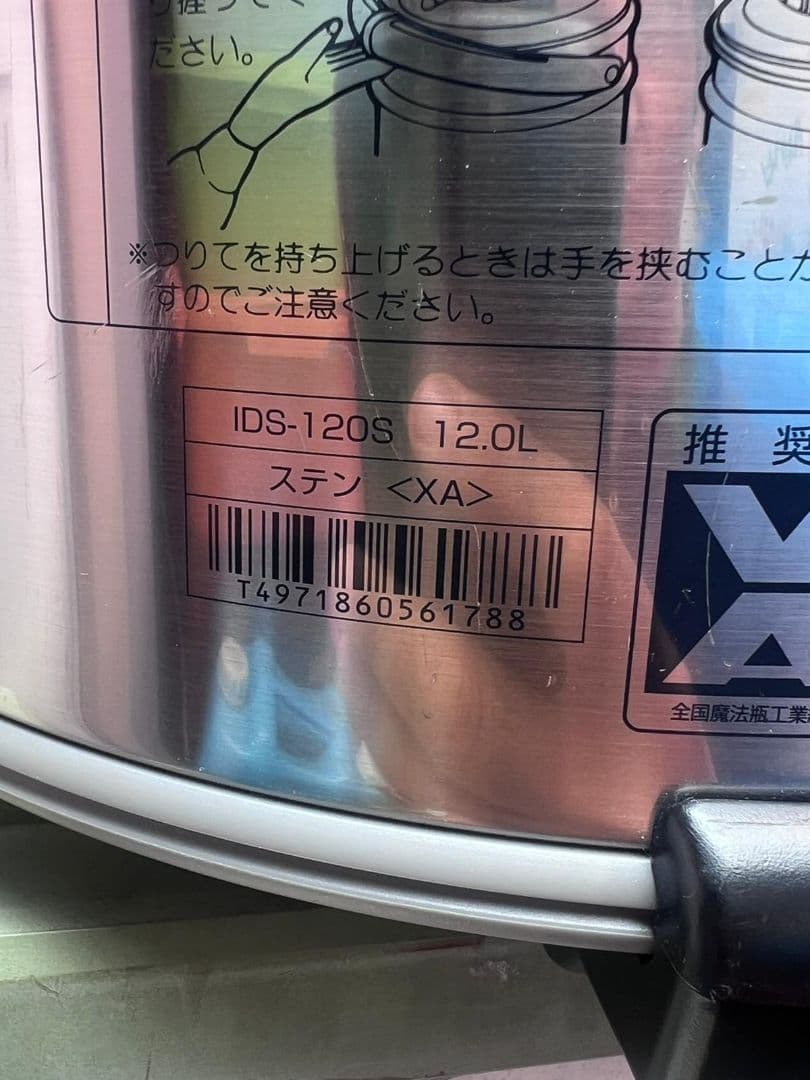 ださい。
※つりてを持ち上げるときは手を挟むことが
すのでご注意ください。
IDS-120S 12.0L
ステン <XA>
T4971860561788
推奨
全国魔法瓶工業